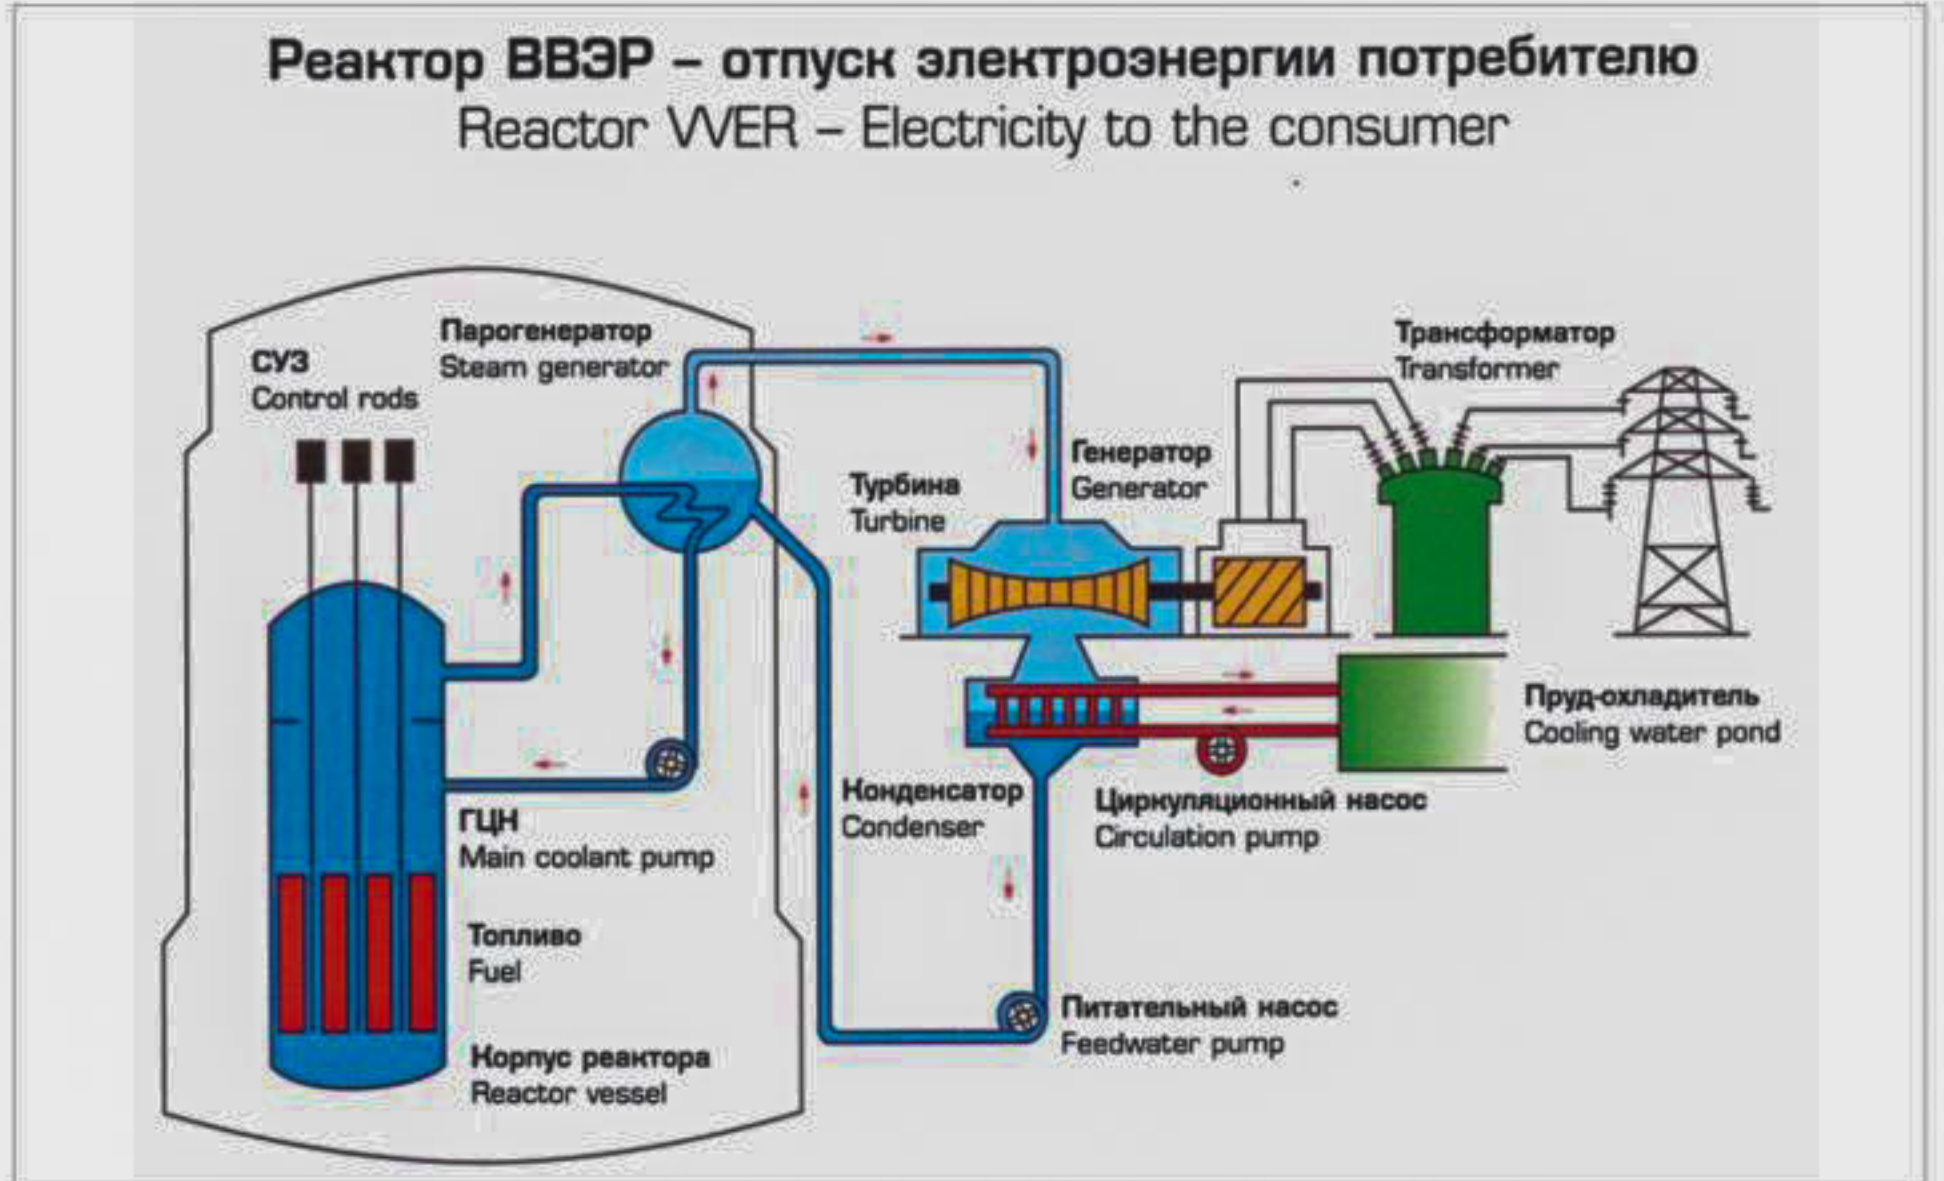 Реактор ВВЭР – отпуск электроэнергии потребителю
Reactor VVER – Electricity to the consumer
Парогенератор
Steam generator
СУЗ
Control rods
Трансформатор
Transformer
Генератор
Generator
Турбина
Turbine
Пруд-охладитель
Cooling water pond
Конденсатор
Condenser
Циркуляционный насос
Circulation pump
ГЦН
Main coolant pump
Топливо
Fuel
Питательный насос
Feedwater pump
Корпус реактора
Reactor vessel